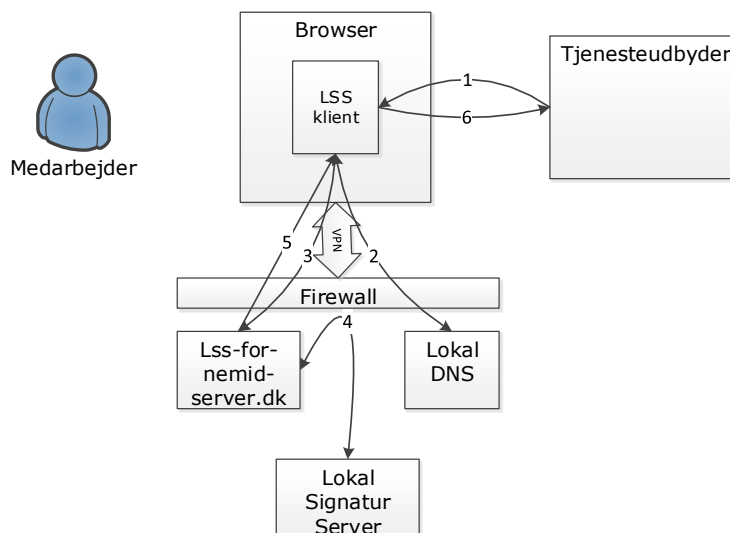 Browser
Tjenesteudbyder
LSS
klient
1
6
Medarbejder
5
3
VPN
2
Firewall
4
Lss-for-
nemid-
server.dk
Lokal
DNS
Lokal
Signatur
Server